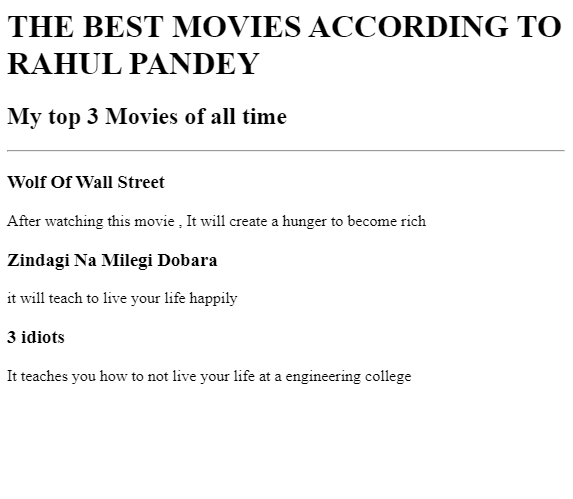 THE BEST MOVIES ACCORDING TO
RAHUL PANDEY
My top 3 Movies of all time
Wolf Of Wall Street
After watching this movie , It will create a hunger to become rich
Zindagi Na Milegi Dobara
it will teach to live your life happily
3 idiots
It teaches you how to not live your life at a engineering college